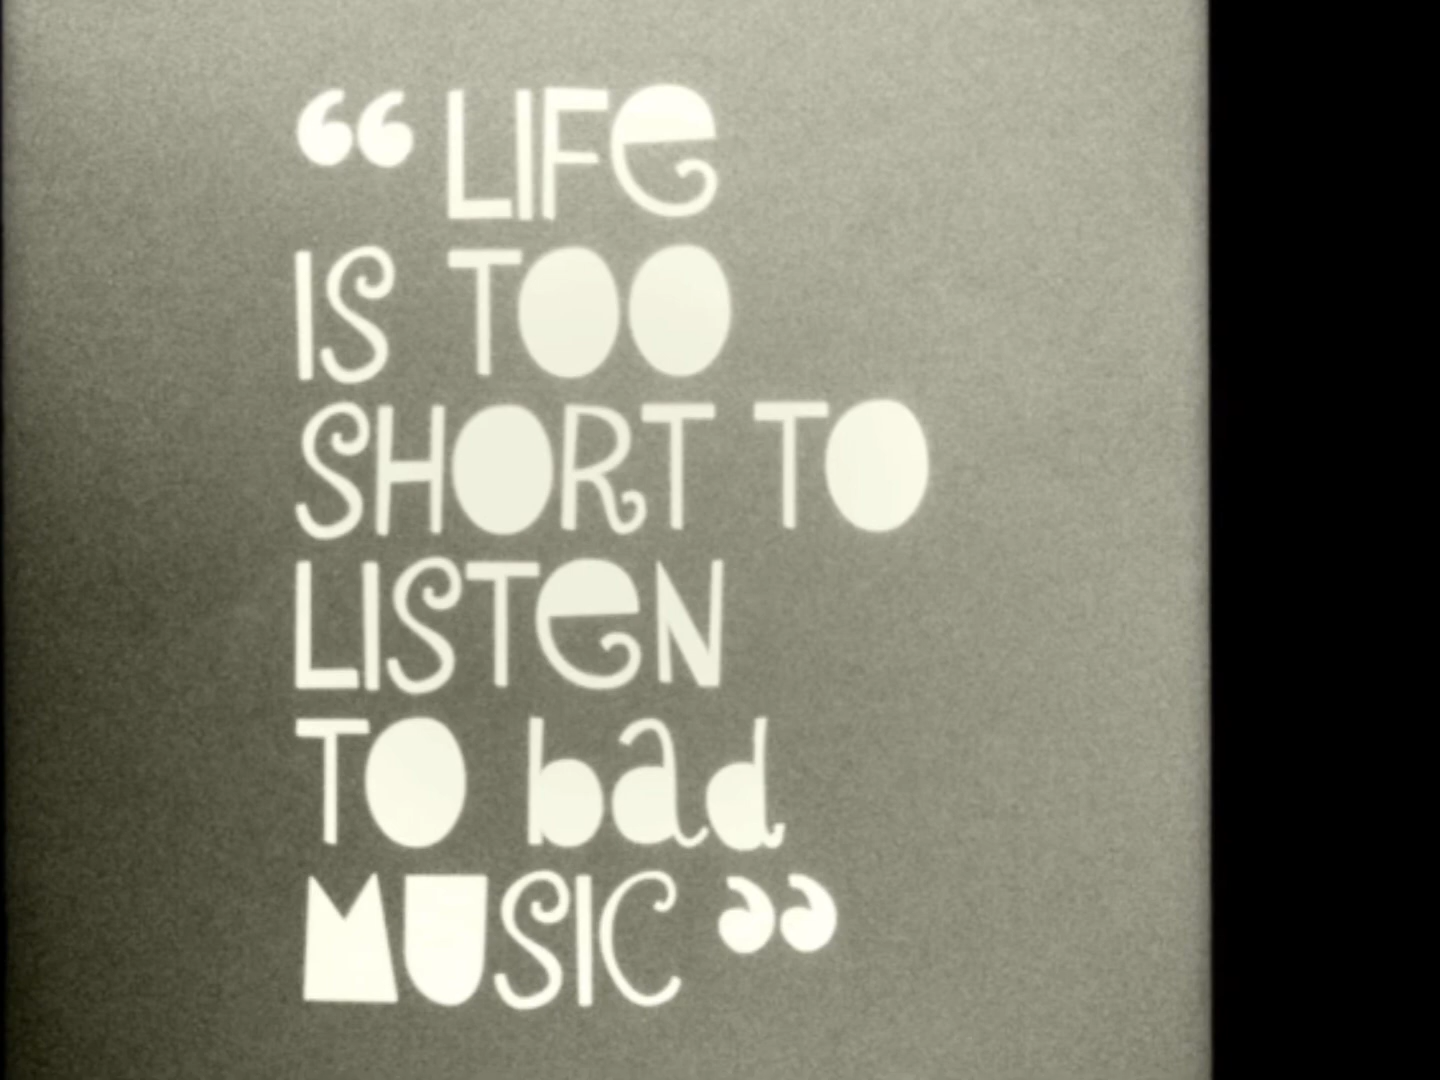 “ LIFe
IS TOO
SHORT TO
LISTeN
TO bad
MUSIC ”